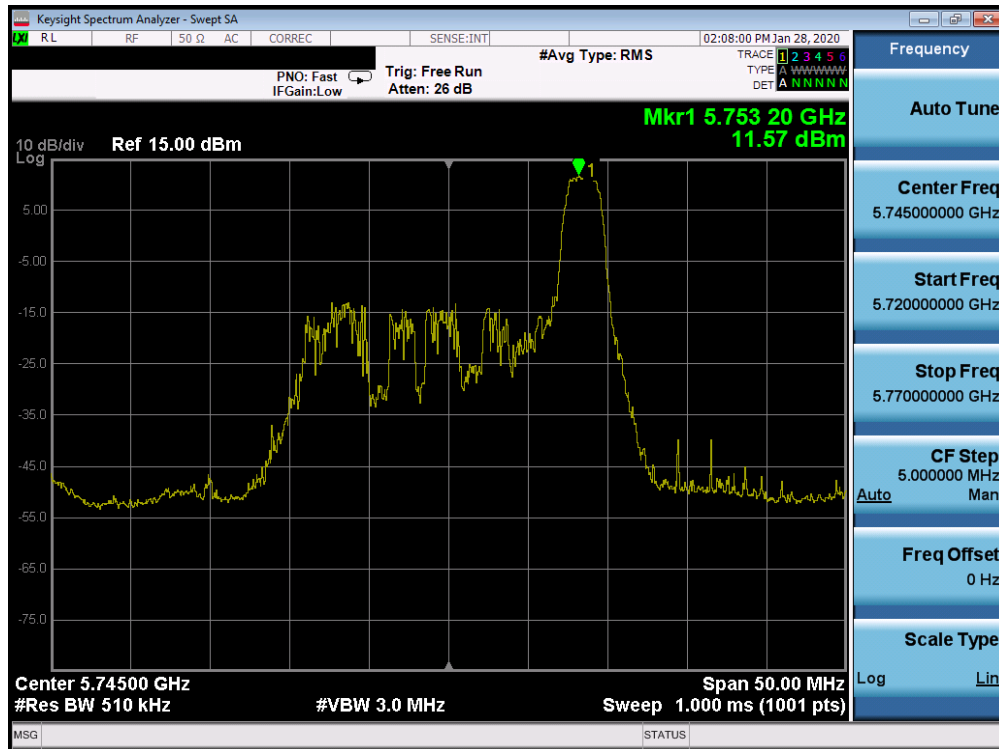 Keysight Spectrum Analyzer - Swept SA
LXI RL RF 50 Ω AC CORREC SENSE:INT 02:08:00 PM Jan 28, 2020
#Avg Type: RMS TRACE 1 2 3 4 5 6
PNO: Fast Trig: Free Run TYPE A WWWWW
IFGain:Low Atten: 26 dB DET A N N N N N
Mkr1 5.753 20 GHz
11.57 dBm
10 dB/div Ref 15.00 dBm
Log
1
5.00
-5.00
-15.0
-25.0
-35.0
-45.0
-55.0
-65.0
-75.0
Center 5.74500 GHz Span 50.00 MHz
#Res BW 510 kHz #VBW 3.0 MHz Sweep 1.000 ms (1001 pts)
MSG STATUS
Frequency
Auto Tune
Center Freq
5.745000000 GHz
Start Freq
5.720000000 GHz
Stop Freq
5.770000000 GHz
CF Step
5.000000 MHz
Auto Man
Freq Offset
0 Hz
Scale Type
Log Lin